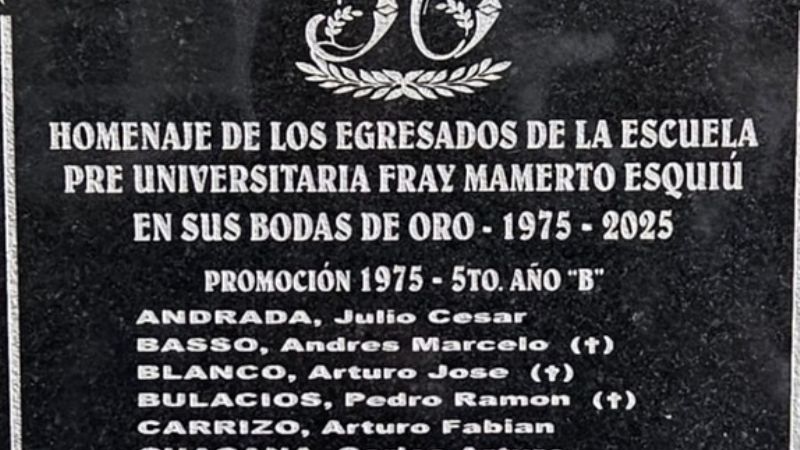 50
HOMENAJE DE LOS EGRESADOS DE LA ESCUELA
PRE UNIVERSITARIA FRAY MAMERTO ESQUIÚ
EN SUS BODAS DE ORO - 1975 - 2025
PROMOCIÓN 1975 - 5TO. AÑO "B"
ANDRADA, Julio Cesar
BASSO, Andres Marcelo (✝)
BLANCO, Arturo Jose (✝)
BULACIOS, Pedro Ramon (✝)
CARRIZO, Arturo Fabian